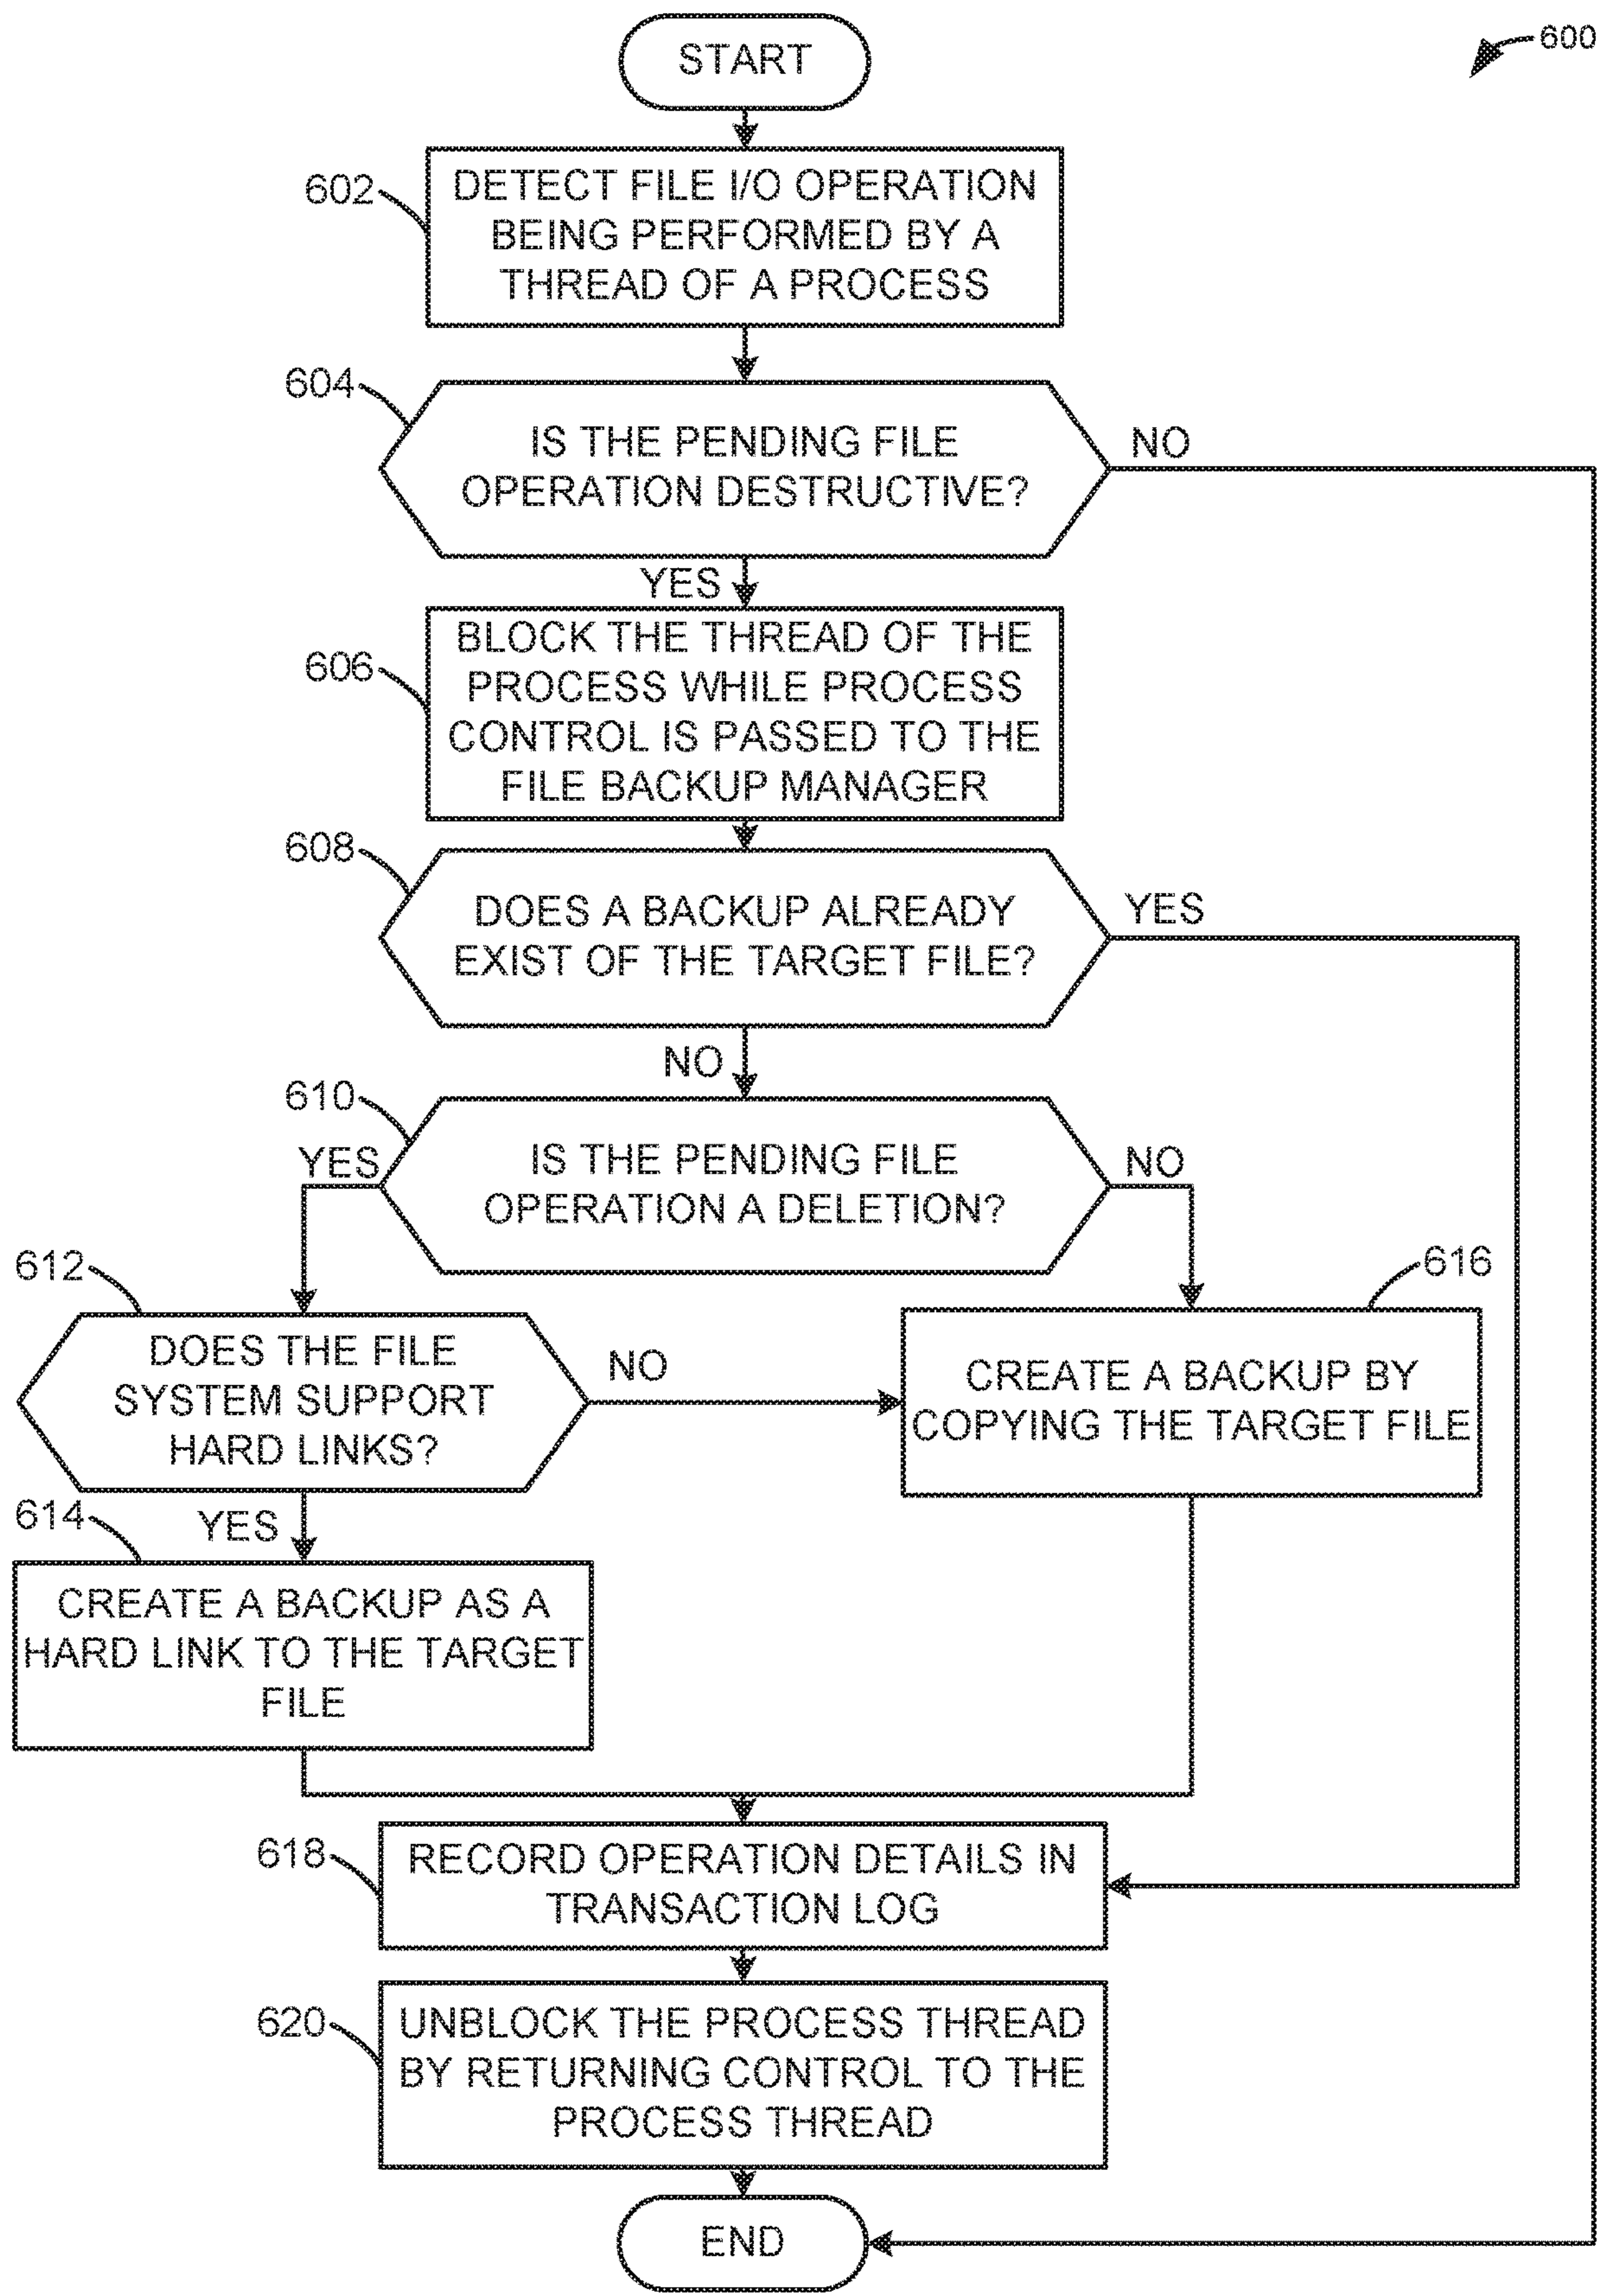 START
600
602
DETECT FILE I/O OPERATION
BEING PERFORMED BY A
THREAD OF A PROCESS
604
IS THE PENDING FILE
OPERATION DESTRUCTIVE?
NO
YES
606
BLOCK THE THREAD OF THE
PROCESS WHILE PROCESS
CONTROL IS PASSED TO THE
FILE BACKUP MANAGER
608
DOES A BACKUP ALREADY
EXIST OF THE TARGET FILE?
YES
NO
610
IS THE PENDING FILE
OPERATION A DELETION?
YES
NO
612
DOES THE FILE
SYSTEM SUPPORT
HARD LINKS?
NO
616
CREATE A BACKUP BY
COPYING THE TARGET FILE
YES
614
CREATE A BACKUP AS A
HARD LINK TO THE TARGET
FILE
618
RECORD OPERATION DETAILS IN
TRANSACTION LOG
620
UNBLOCK THE PROCESS THREAD
BY RETURNING CONTROL TO THE
PROCESS THREAD
END